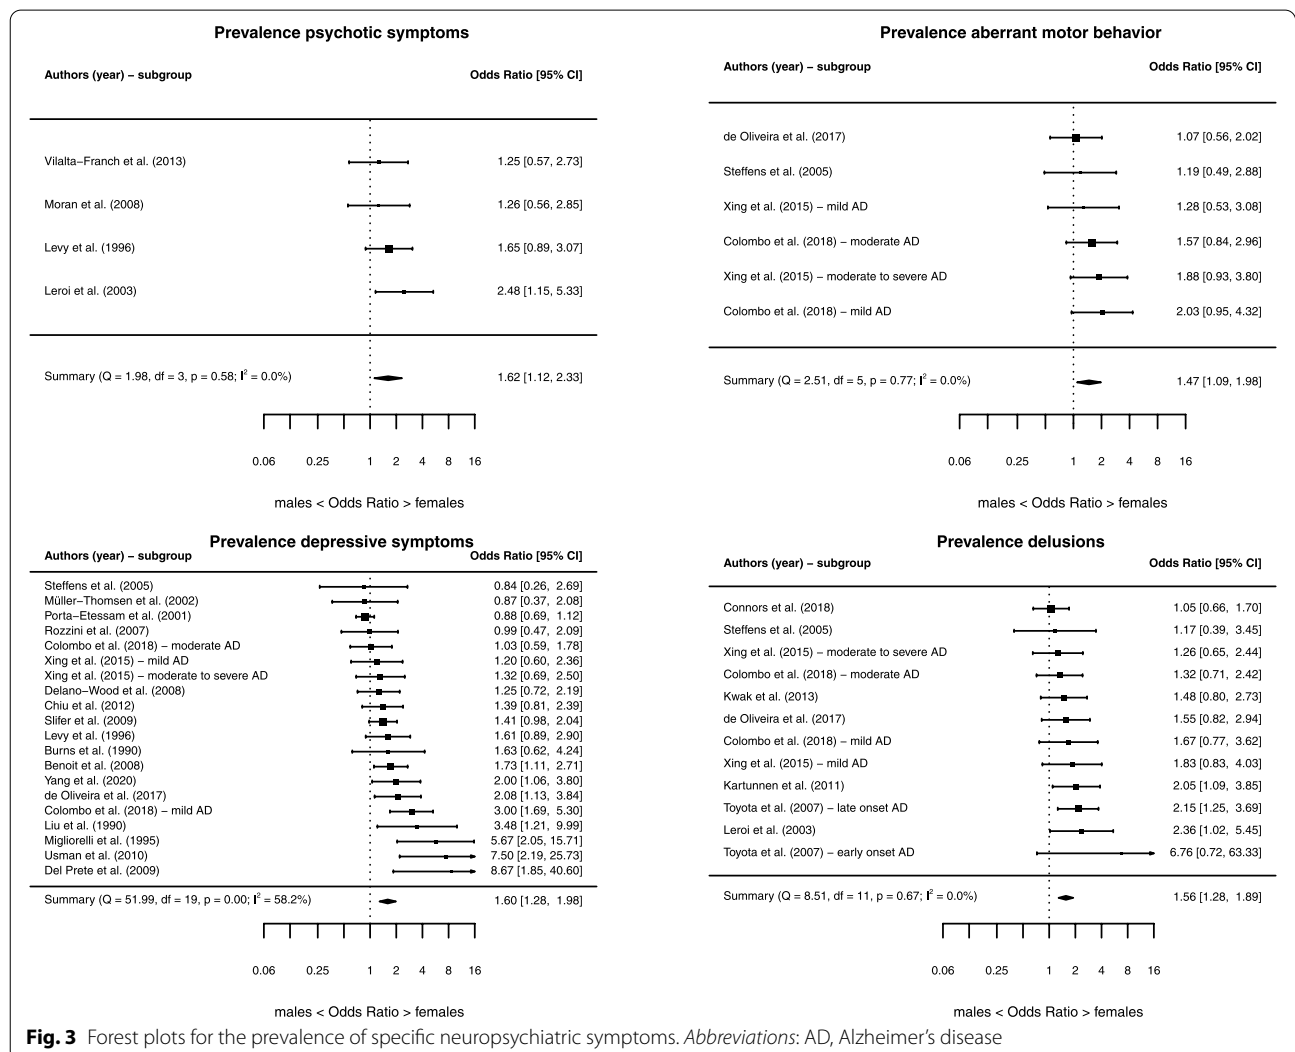 Prevalence psychotic symptoms
Authors (year) − subgroup Odds Ratio [95% CI]
Vilalta−Franch et al. (2013) 1.25 [0.57, 2.73]
Moran et al. (2008) 1.26 [0.56, 2.85]
Levy et al. (1996) 1.65 [0.89, 3.07]
Leroi et al. (2003) 2.48 [1.15, 5.33]
Summary (Q = 1.98, df = 3, p = 0.58; I² = 0.0%) 1.62 [1.12, 2.33]
0.06 0.25 1 2 4 8 16
males < Odds Ratio > females
Prevalence aberrant motor behavior
Authors (year) − subgroup Odds Ratio [95% CI]
de Oliveira et al. (2017) 1.07 [0.56, 2.02]
Steffens et al. (2005) 1.19 [0.49, 2.88]
Xing et al. (2015) − mild AD 1.28 [0.53, 3.08]
Colombo et al. (2018) − moderate AD 1.57 [0.84, 2.96]
Xing et al. (2015) − moderate to severe AD 1.88 [0.93, 3.80]
Colombo et al. (2018) − mild AD 2.03 [0.95, 4.32]
Summary (Q = 2.51, df = 5, p = 0.77; I² = 0.0%) 1.47 [1.09, 1.98]
0.06 0.25 1 2 4 8 16
males < Odds Ratio > females
Prevalence depressive symptoms
Authors (year) − subgroup Odds Ratio [95% CI]
Steffens et al. (2005) 0.84 [0.26, 2.69]
Müller−Thomsen et al. (2002) 0.87 [0.37, 2.08]
Porta−Etessam et al. (2001) 0.88 [0.69, 1.12]
Rozzini et al. (2007) 0.99 [0.47, 2.09]
Colombo et al. (2018) − moderate AD 1.03 [0.59, 1.78]
Xing et al. (2015) − mild AD 1.20 [0.60, 2.36]
Xing et al. (2015) − moderate to severe AD 1.32 [0.69, 2.50]
Delano−Wood et al. (2008) 1.25 [0.72, 2.19]
Chiu et al. (2012) 1.39 [0.81, 2.39]
Slifer et al. (2009) 1.41 [0.98, 2.04]
Levy et al. (1996) 1.61 [0.89, 2.90]
Burns et al. (1990) 1.63 [0.62, 4.24]
Benoit et al. (2008) 1.73 [1.11, 2.71]
Yang et al. (2020) 2.00 [1.06, 3.80]
de Oliveira et al. (2017) 2.08 [1.13, 3.84]
Colombo et al. (2018) − mild AD 3.00 [1.69, 5.30]
Liu et al. (1990) 3.48 [1.21, 9.99]
Migliorelli et al. (1995) 5.67 [2.05, 15.71]
Usman et al. (2010) 7.50 [2.19, 25.73]
Del Prete et al. (2009) 8.67 [1.85, 40.60]
Summary (Q = 51.99, df = 19, p = 0.00; I² = 58.2%) 1.60 [1.28, 1.98]
0.06 0.25 1 2 4 8 16
males < Odds Ratio > females
Prevalence delusions
Authors (year) − subgroup Odds Ratio [95% CI]
Connors et al. (2018) 1.05 [0.66, 1.70]
Steffens et al. (2005) 1.17 [0.39, 3.45]
Xing et al. (2015) − moderate to severe AD 1.26 [0.65, 2.44]
Colombo et al. (2018) − moderate AD 1.32 [0.71, 2.42]
Kwak et al. (2013) 1.48 [0.80, 2.73]
de Oliveira et al. (2017) 1.55 [0.82, 2.94]
Colombo et al. (2018) − mild AD 1.67 [0.77, 3.62]
Xing et al. (2015) − mild AD 1.83 [0.83, 4.03]
Kartunnen et al. (2011) 2.05 [1.09, 3.85]
Toyota et al. (2007) − late onset AD 2.15 [1.25, 3.69]
Leroi et al. (2003) 2.36 [1.02, 5.45]
Toyota et al. (2007) − early onset AD 6.76 [0.72, 63.33]
Summary (Q = 8.51, df = 11, p = 0.67; I² = 0.0%) 1.56 [1.28, 1.89]
0.06 0.25 1 2 4 8 16
males < Odds Ratio > females
Fig. 3 Forest plots for the prevalence of specific neuropsychiatric symptoms. Abbreviations: AD, Alzheimer's disease